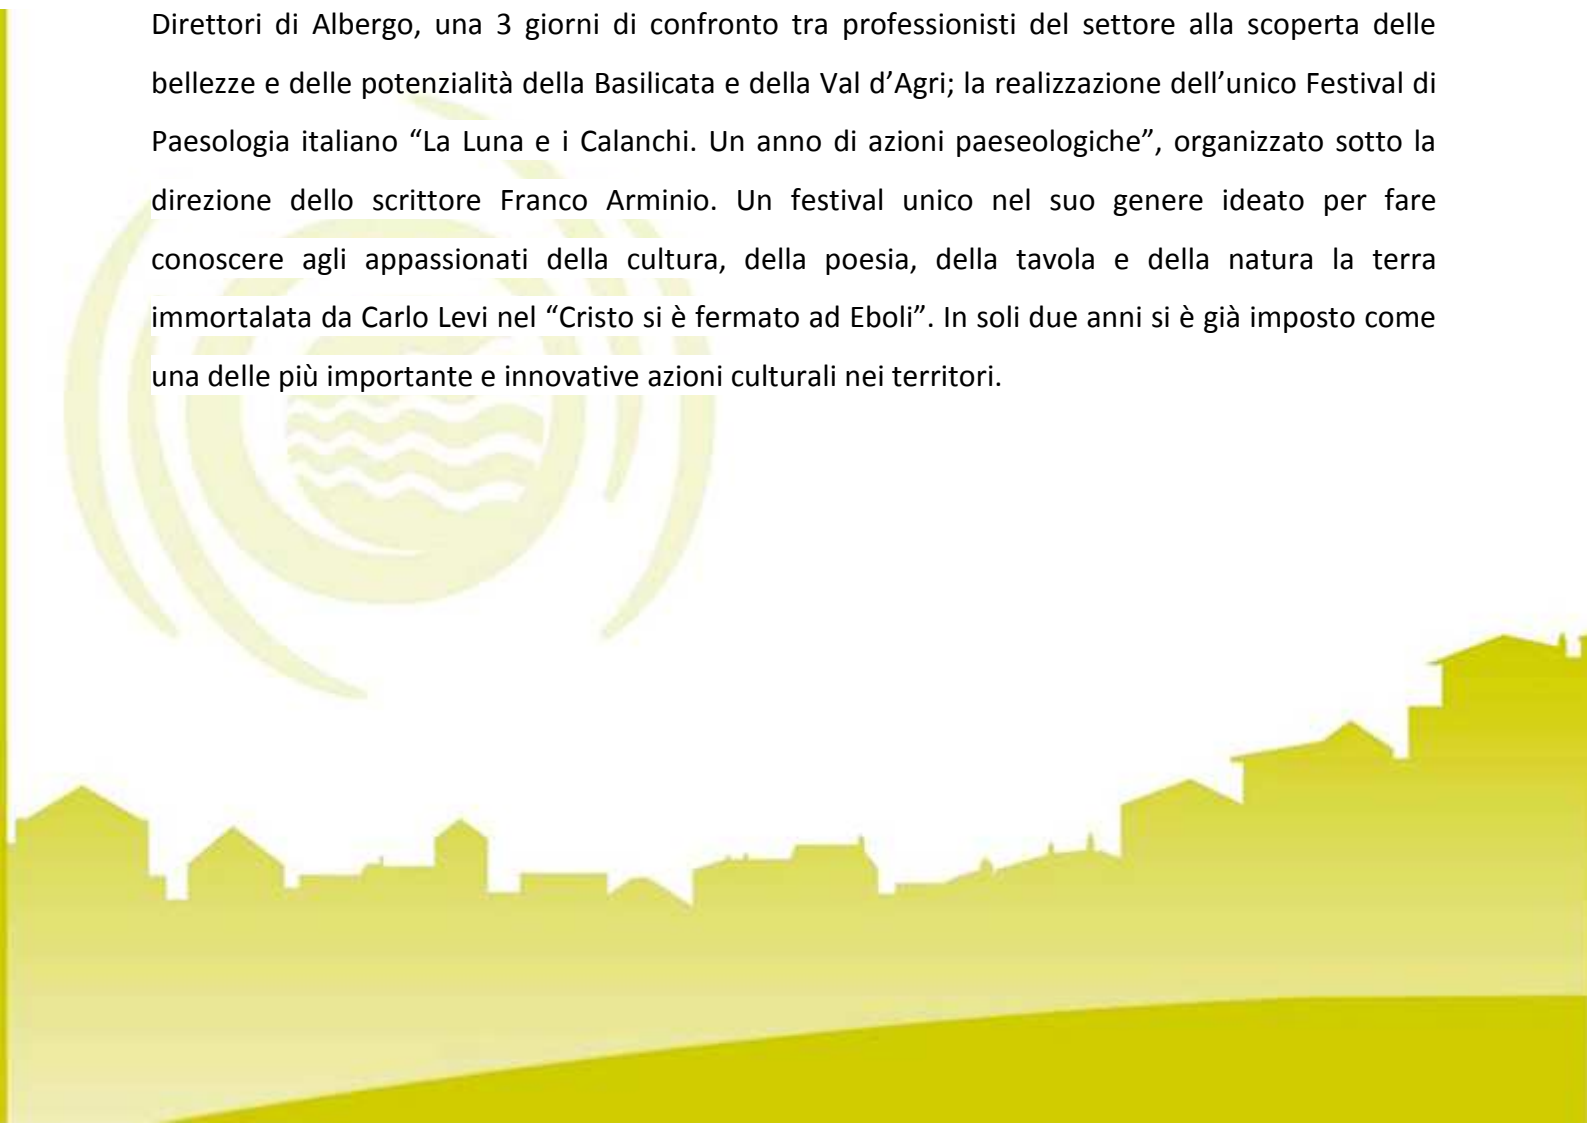 Direttori di Albergo, una 3 giorni di confronto tra professionisti del settore alla scoperta delle
bellezze e delle potenzialità della Basilicata e della Val d’Agri; la realizzazione dell’unico Festival di
Paesologia italiano “La Luna e i Calanchi. Un anno di azioni paeseologiche”, organizzato sotto la
direzione dello scrittore Franco Arminio. Un festival unico nel suo genere ideato per fare
conoscere agli appassionati della cultura, della poesia, della tavola e della natura la terra
immortalata da Carlo Levi nel “Cristo si è fermato ad Eboli”. In soli due anni si è già imposto come
una delle più importante e innovative azioni culturali nei territori.